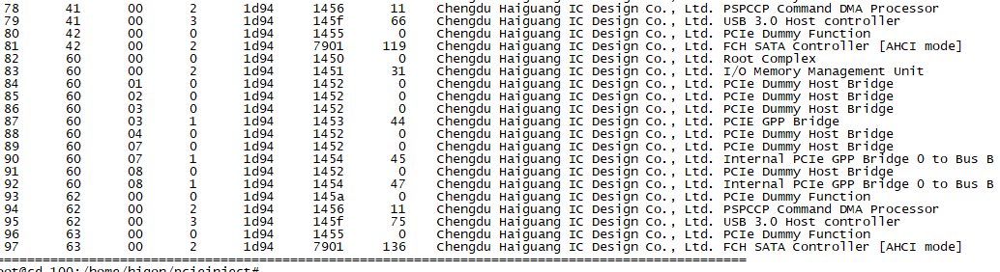 78 41 00 2 1d94 1456 11 Chengdu Haiguang IC Design Co., Ltd. PSPCCP Command DMA Processor
79 41 00 3 1d94 145f 66 Chengdu Haiguang IC Design Co., Ltd. USB 3.0 Host controller
80 42 00 0 1d94 1455 0 Chengdu Haiguang IC Design Co., Ltd. PCIe Dummy Function
81 42 00 2 1d94 7901 119 Chengdu Haiguang IC Design Co., Ltd. FCH SATA Controller [AHCI mode]
82 60 00 0 1d94 1450 0 Chengdu Haiguang IC Design Co., Ltd. Root Complex
83 60 00 2 1d94 1451 31 Chengdu Haiguang IC Design Co., Ltd. I/O Memory Management Unit
84 60 01 0 1d94 1452 0 Chengdu Haiguang IC Design Co., Ltd. PCIe Dummy Host Bridge
85 60 02 0 1d94 1452 0 Chengdu Haiguang IC Design Co., Ltd. PCIe Dummy Host Bridge
86 60 03 0 1d94 1452 0 Chengdu Haiguang IC Design Co., Ltd. PCIe Dummy Host Bridge
87 60 03 1 1d94 1453 44 Chengdu Haiguang IC Design Co., Ltd. PCIE GPP Bridge
88 60 04 0 1d94 1452 0 Chengdu Haiguang IC Design Co., Ltd. PCIe Dummy Host Bridge
89 60 07 0 1d94 1452 0 Chengdu Haiguang IC Design Co., Ltd. PCIe Dummy Host Bridge
90 60 07 1 1d94 1454 45 Chengdu Haiguang IC Design Co., Ltd. Internal PCIe GPP Bridge 0 to Bus B
91 60 08 0 1d94 1452 0 Chengdu Haiguang IC Design Co., Ltd. PCIe Dummy Host Bridge
92 60 08 1 1d94 1454 47 Chengdu Haiguang IC Design Co., Ltd. Internal PCIe GPP Bridge 0 to Bus B
93 62 00 0 1d94 145a 0 Chengdu Haiguang IC Design Co., Ltd. PCIe Dummy Function
94 62 00 2 1d94 1456 11 Chengdu Haiguang IC Design Co., Ltd. PSPCCP Command DMA Processor
95 62 00 3 1d94 145f 75 Chengdu Haiguang IC Design Co., Ltd. USB 3.0 Host controller
96 63 00 0 1d94 1455 0 Chengdu Haiguang IC Design Co., Ltd. PCIe Dummy Function
97 63 00 2 1d94 7901 136 Chengdu Haiguang IC Design Co., Ltd. FCH SATA Controller [AHCI mode]